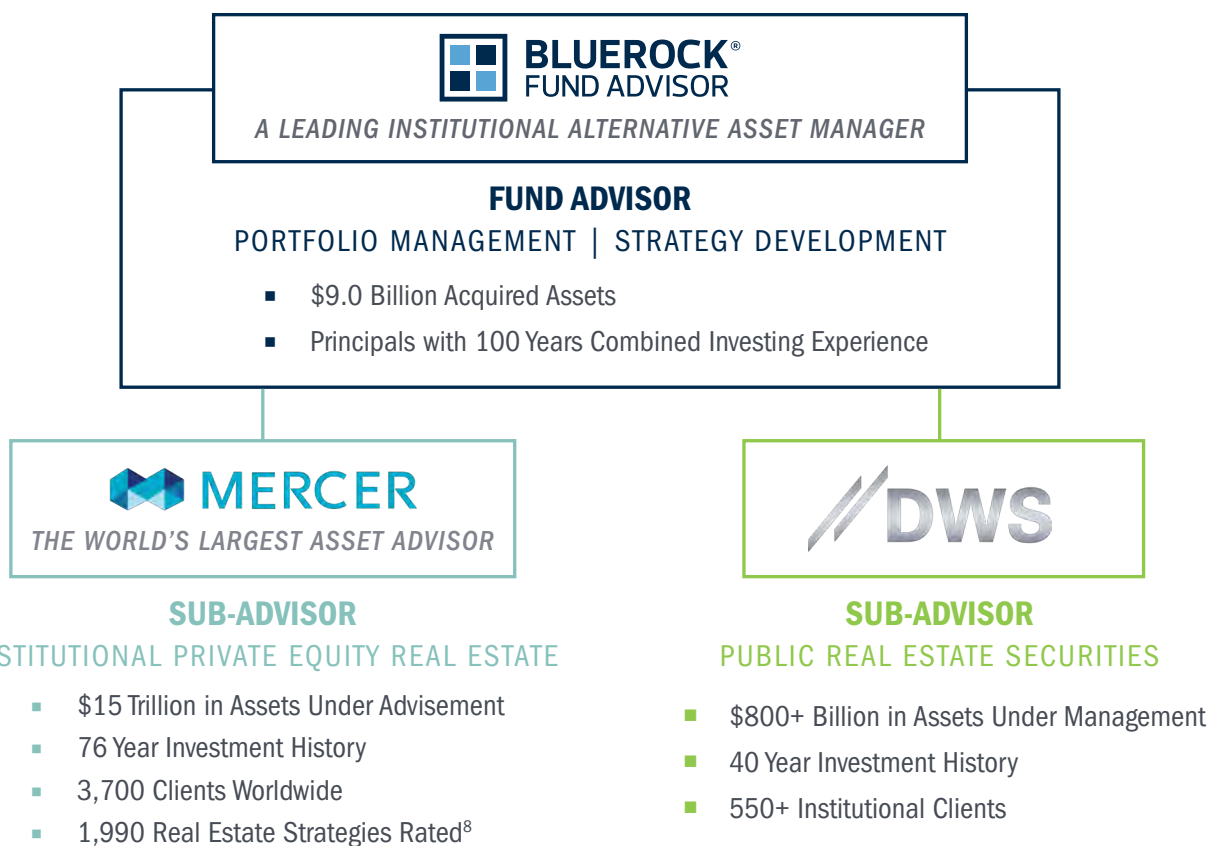 BLUEROCK®
FUND ADVISOR
A LEADING INSTITUTIONAL ALTERNATIVE ASSET MANAGER
FUND ADVISOR
PORTFOLIO MANAGEMENT | STRATEGY DEVELOPMENT
▪ $9.0 Billion Acquired Assets
▪ Principals with 100 Years Combined Investing Experience
MERCER
THE WORLD'S LARGEST ASSET ADVISOR
SUB-ADVISOR
STITUTIONAL PRIVATE EQUITY REAL ESTATE
▪ $15 Trillion in Assets Under Advisement
▪ 76 Year Investment History
▪ 3,700 Clients Worldwide
▪ 1,990 Real Estate Strategies Rated⁸
DWS
SUB-ADVISOR
PUBLIC REAL ESTATE SECURITIES
▪ $800+ Billion in Assets Under Management
▪ 40 Year Investment History
▪ 550+ Institutional Clients